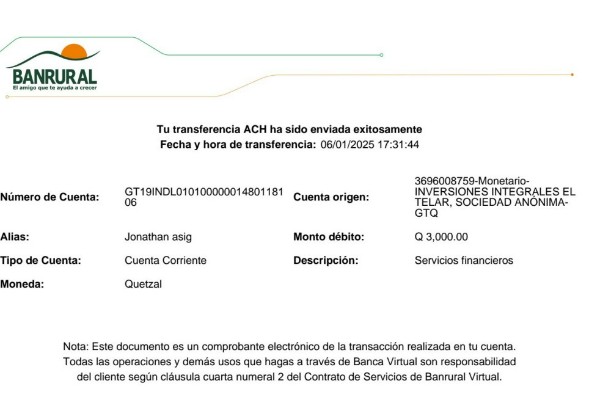 BANRURAL
El amigo que te ayuda a crecer
Tu transferencia ACH ha sido enviada exitosamente
Fecha y hora de transferencia: 06/01/2025 17:31:44
Número de Cuenta: GT19INDL010100000014801181
06
Cuenta origen: 3696008759-Monetario-
INVERSIONES INTEGRALES EL
TELAR, SOCIEDAD ANÓNIMA-
GTQ
Alias: Jonathan asig Monto débito: Q 3,000.00
Tipo de Cuenta: Cuenta Corriente Descripción: Servicios financieros
Moneda: Quetzal
Nota: Este documento es un comprobante electrónico de la transacción realizada en tu cuenta.
Todas las operaciones y demás usos que hagas a través de Banca Virtual son responsabilidad
del cliente según cláusula cuarta numeral 2 del Contrato de Servicios de Banrural Virtual.